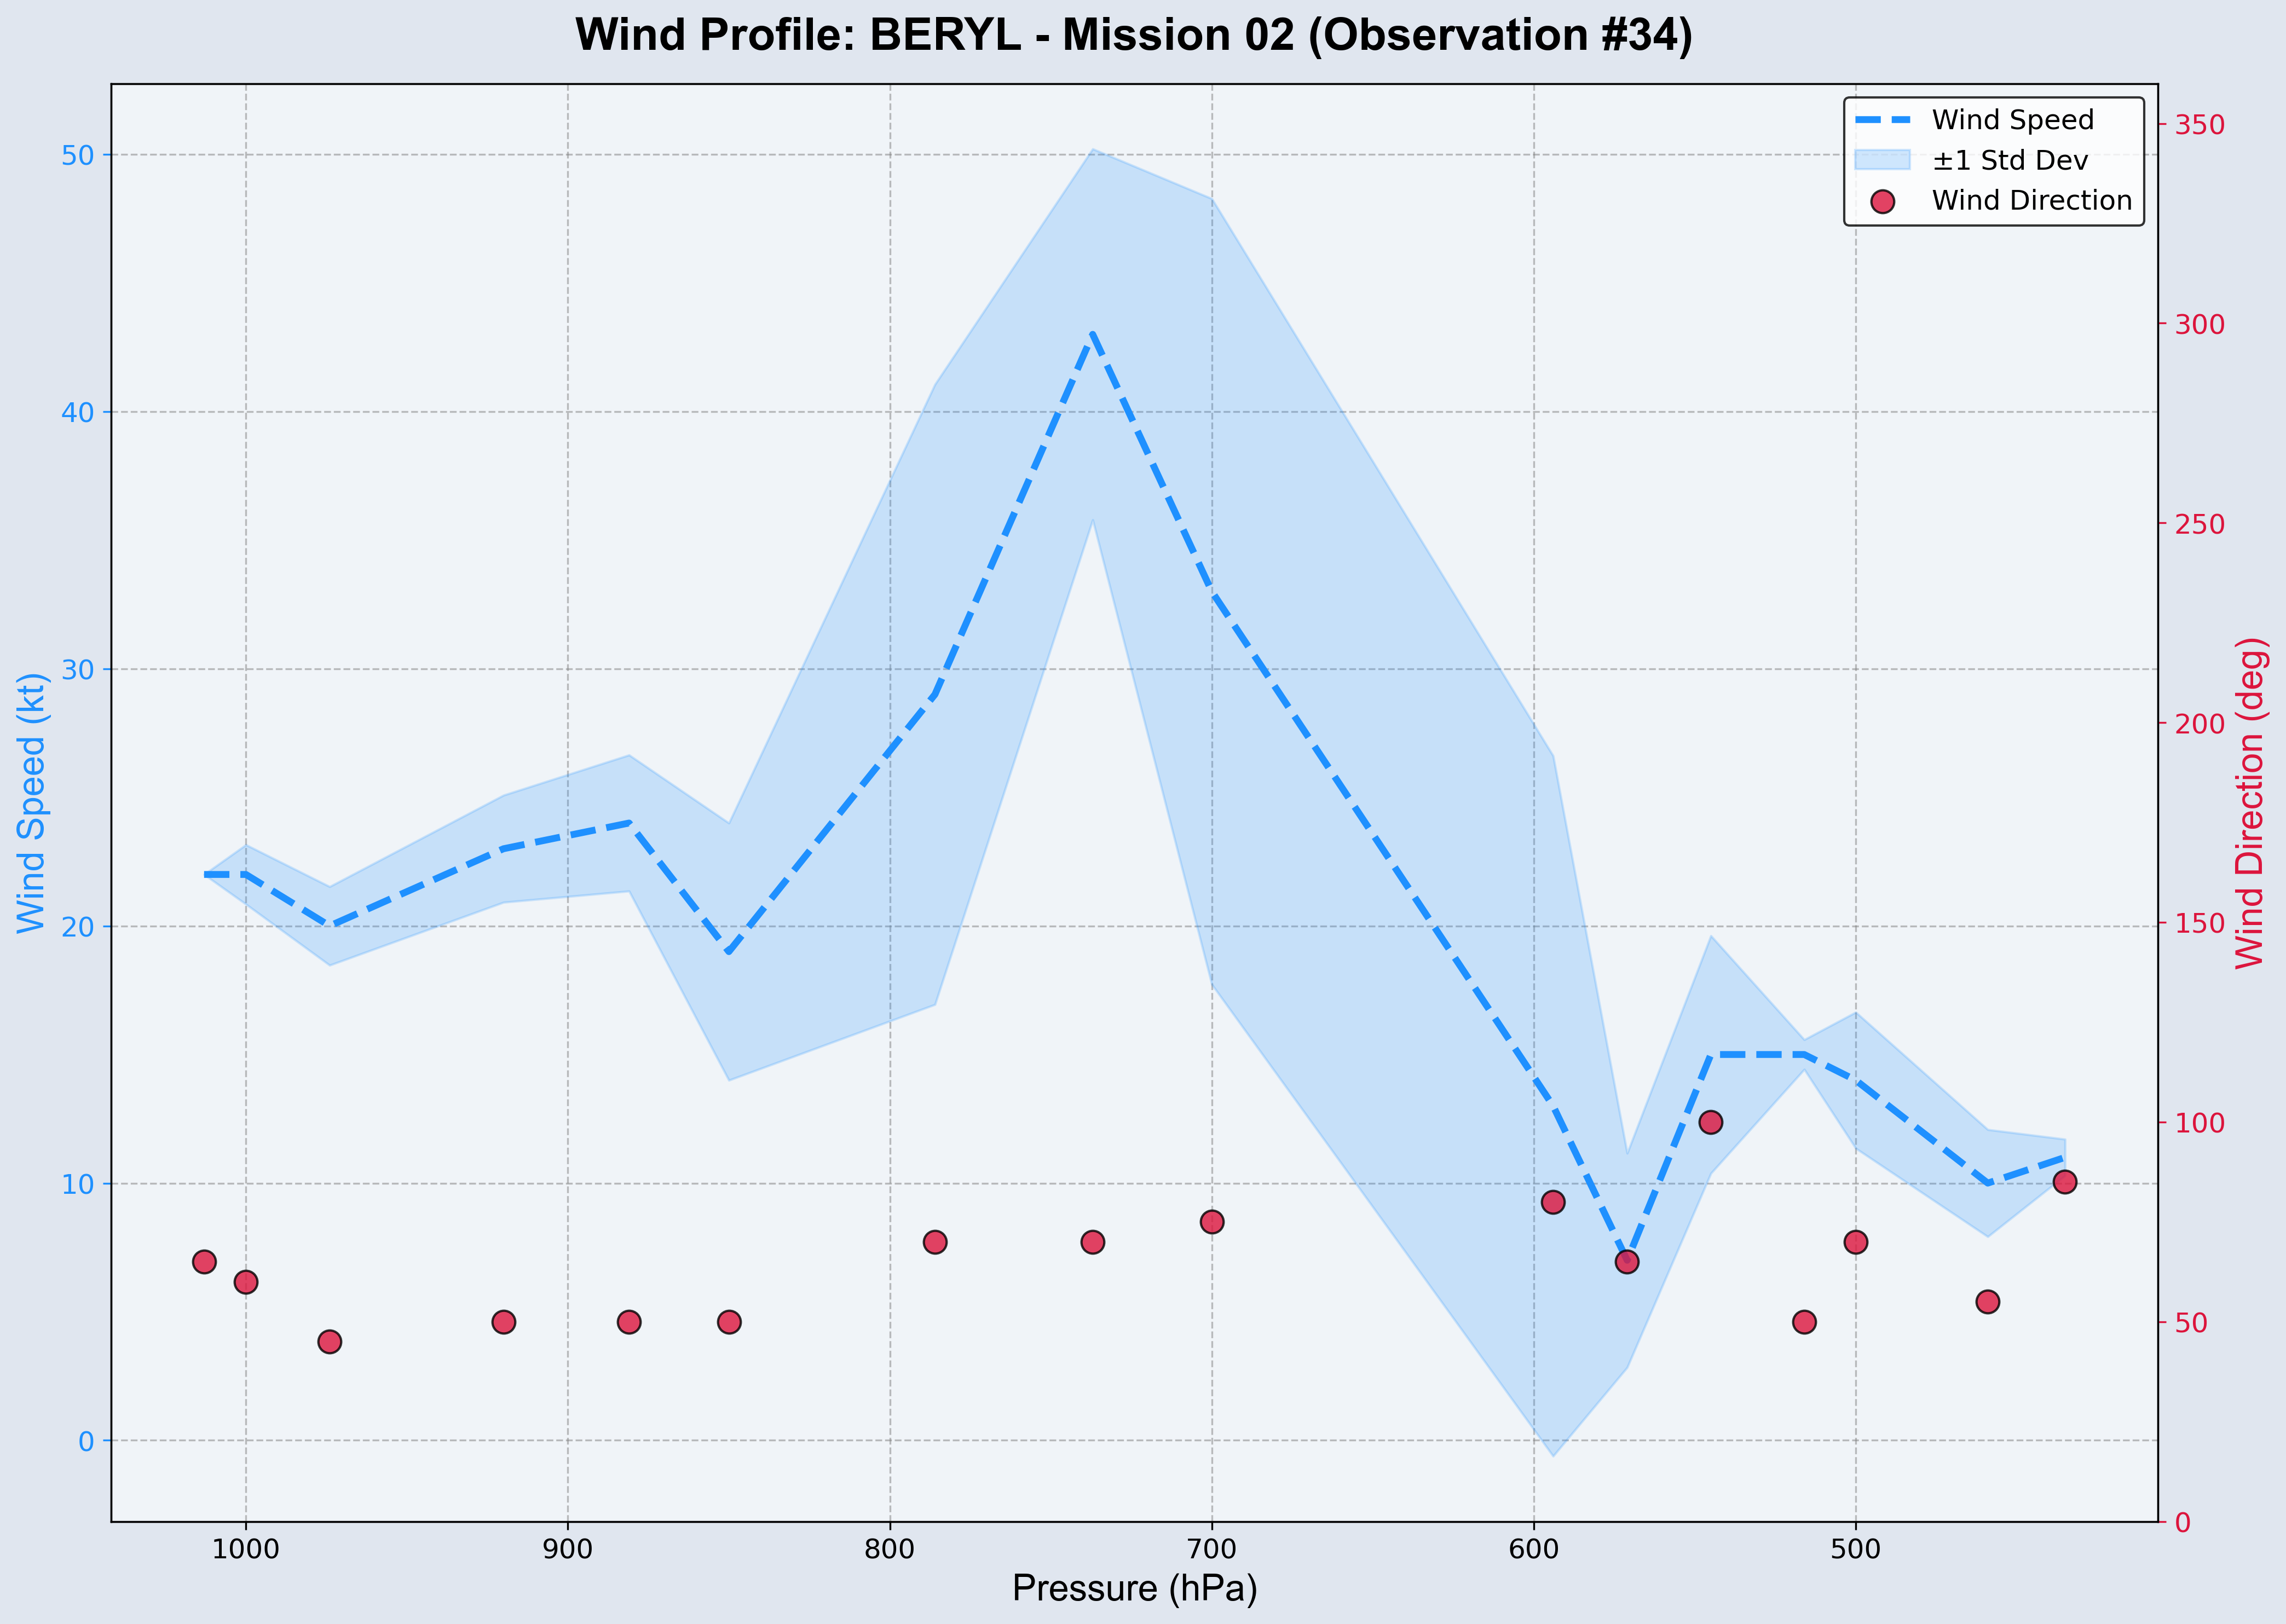 Wind Profile: BERYL - Mission 02 (Observation #34)
Wind Speed
±1 Std Dev
Wind Direction
50
40
30
20
10
0
Wind Speed (kt)
350
300
250
200
150
100
50
0
Wind Direction (deg)
1000 900 800 700 600 500
Pressure (hPa)